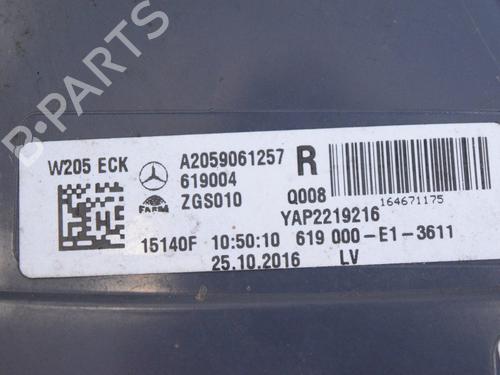 B-PARTS
W205 ECK
A2059061257 R
619004
ZGS010 Q008
164671175
FARBA
YAP2219216
15140F 10:50:10 619 000-E1-3611
25.10.2016 LV